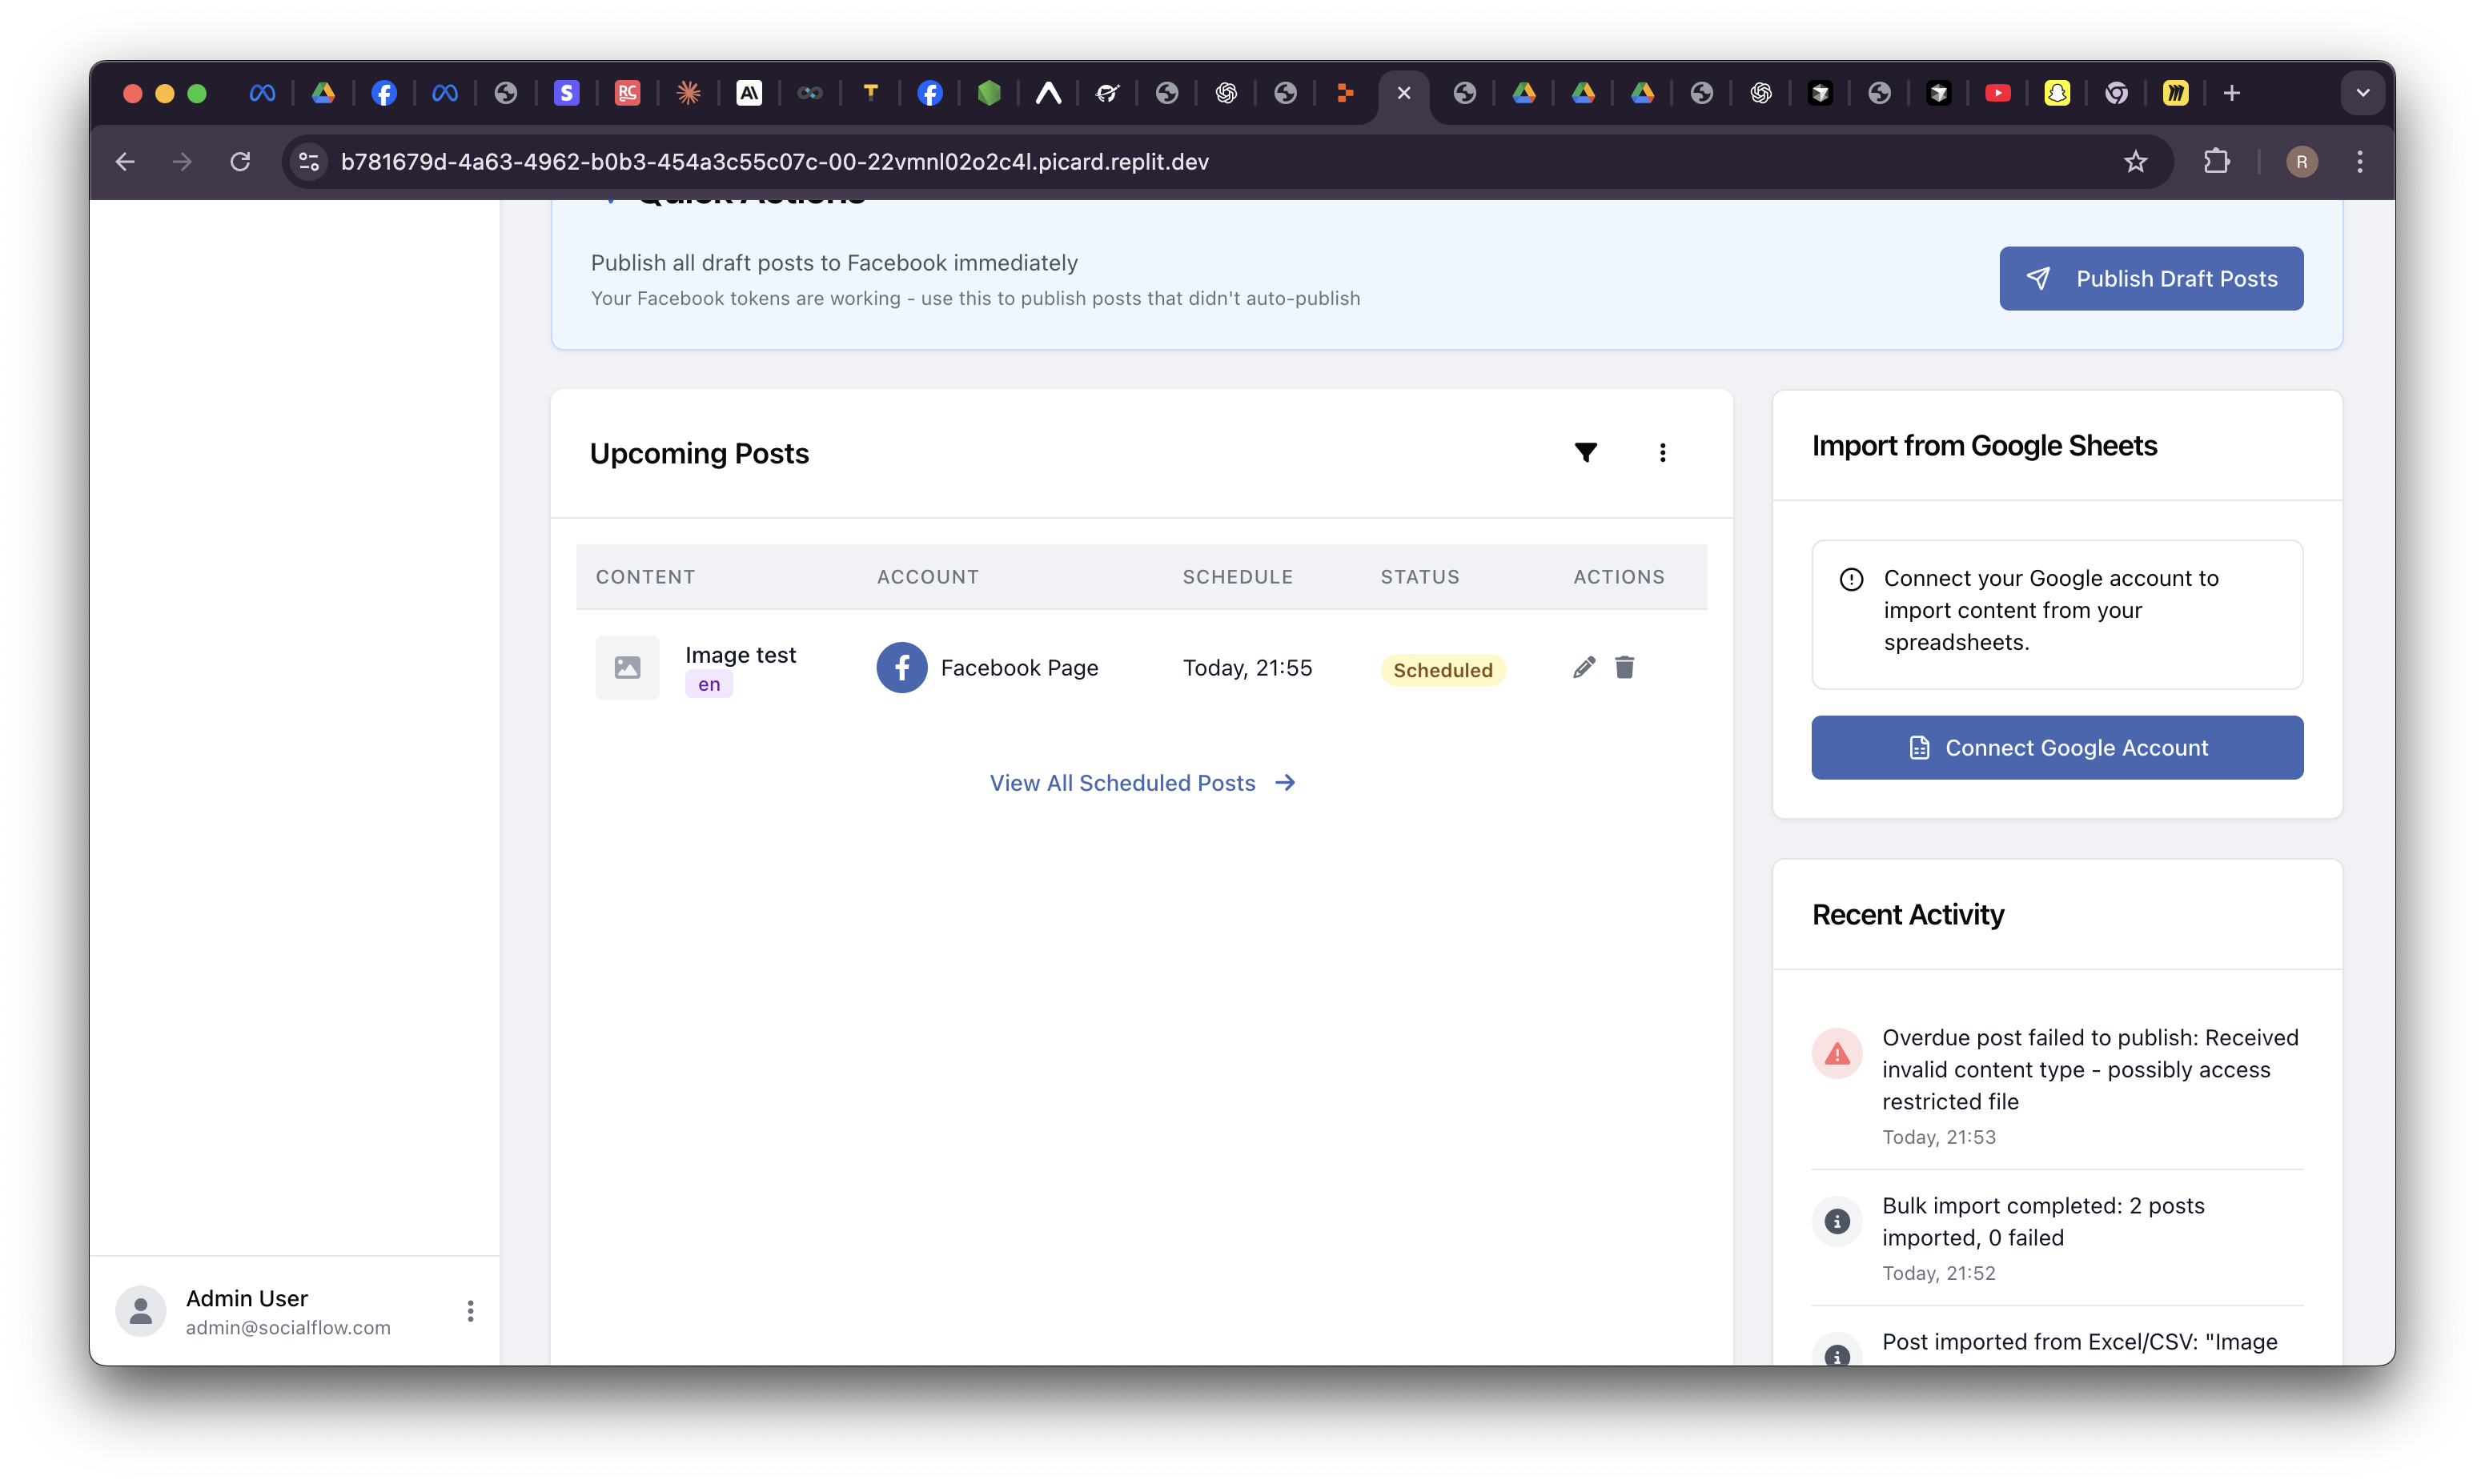 b781679d-4a63-4962-b0b3-454a3c55c07c-00-22vmnl02o2c4l.picard.replit.dev
R
Quick Actions
Publish all draft posts to Facebook immediately
Your Facebook tokens are working - use this to publish posts that didn't auto-publish
Publish Draft Posts
Upcoming Posts
CONTENT ACCOUNT SCHEDULE STATUS ACTIONS
Image test
en
Facebook Page
Today, 21:55
Scheduled
View All Scheduled Posts
Import from Google Sheets
Connect your Google account to
import content from your
spreadsheets.
Connect Google Account
Recent Activity
Overdue post failed to publish: Received
invalid content type - possibly access
restricted file
Today, 21:53
Bulk import completed: 2 posts
imported, 0 failed
Today, 21:52
Post imported from Excel/CSV: "Image
Admin User
admin@socialflow.com